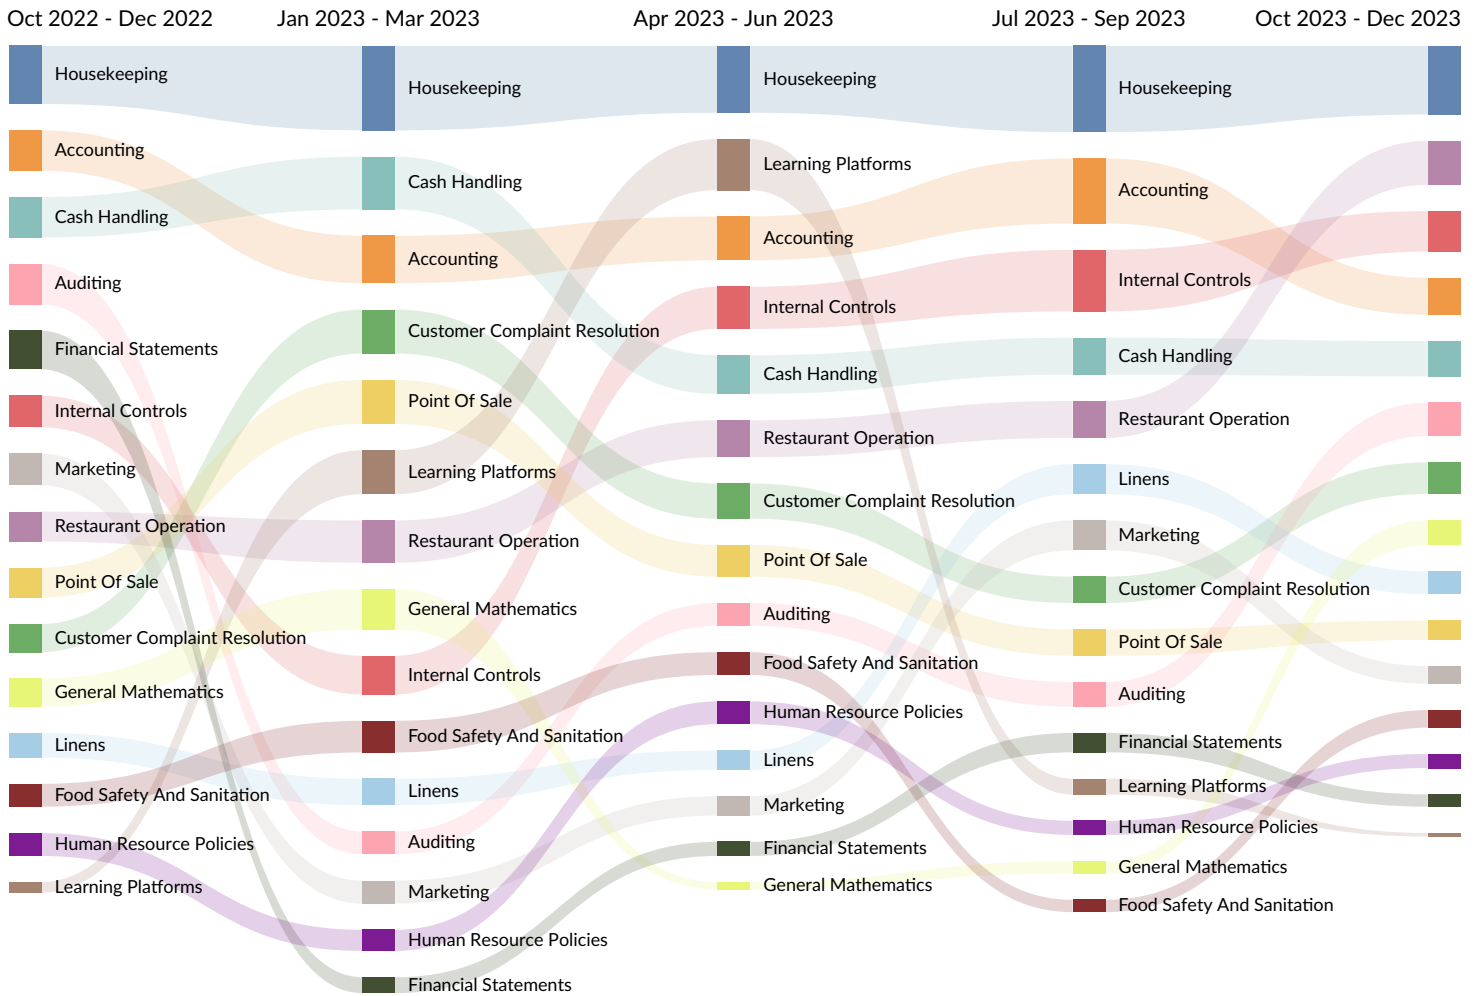 Oct 2022 - Dec 2022
Jan 2023 - Mar 2023
Apr 2023 - Jun 2023
Jul 2023 - Sep 2023
Oct 2023 - Dec 2023
Housekeeping
Accounting
Cash Handling
Auditing
Financial Statements
Internal Controls
Marketing
Restaurant Operation
Point Of Sale
Customer Complaint Resolution
General Mathematics
Linens
Food Safety And Sanitation
Human Resource Policies
Learning Platforms
Housekeeping
Cash Handling
Accounting
Customer Complaint Resolution
Point Of Sale
Learning Platforms
Restaurant Operation
General Mathematics
Internal Controls
Food Safety And Sanitation
Linens
Auditing
Marketing
Human Resource Policies
Financial Statements
Housekeeping
Learning Platforms
Accounting
Internal Controls
Cash Handling
Restaurant Operation
Customer Complaint Resolution
Point Of Sale
Auditing
Food Safety And Sanitation
Human Resource Policies
Linens
Marketing
Financial Statements
General Mathematics
Housekeeping
Accounting
Internal Controls
Cash Handling
Restaurant Operation
Linens
Marketing
Customer Complaint Resolution
Point Of Sale
Auditing
Financial Statements
Learning Platforms
Human Resource Policies
General Mathematics
Food Safety And Sanitation